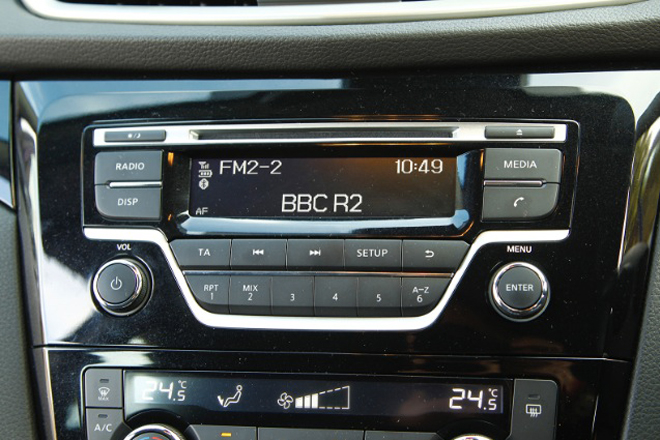 RADIO
DISP
FM2-2 10:49
BBC R2
AF
MEDIA
VOL
TA SETUP
MENU
RPT 1 MIX 2 3 4 5 A-Z 6
ENTER
24.5°C 24.5°C
A/C